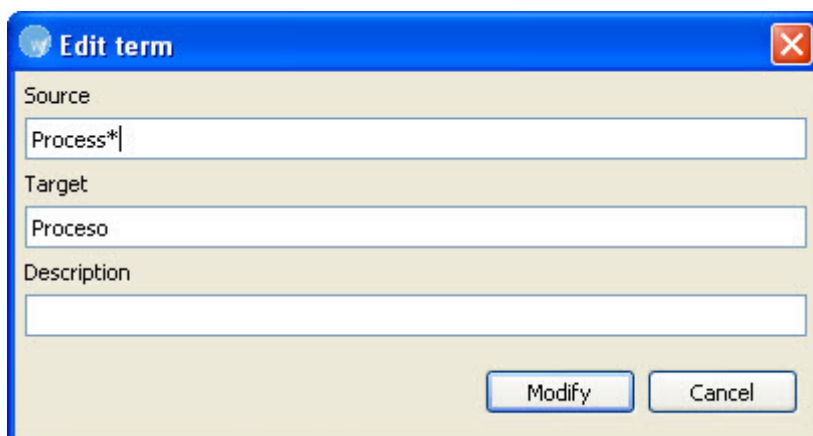 Edit term
Source
Process*
Target
Proceso
Description
Modify Cancel